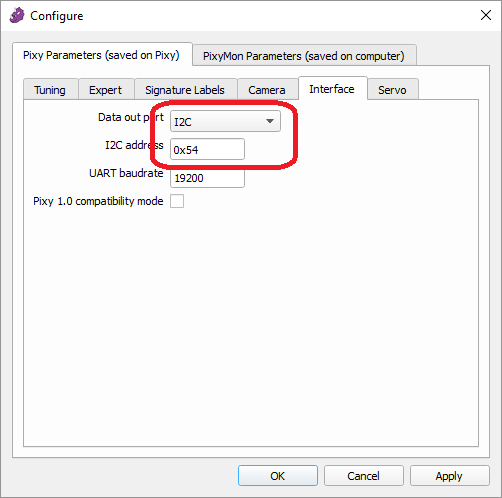 Configure
Pixy Parameters (saved on Pixy) PixyMon Parameters (saved on computer)
Tuning Expert Signature Labels Camera Interface Servo
Data out port I2C
I2C address 0x54
UART baudrate 19200
Pixy 1.0 compatibility mode
OK Cancel Apply